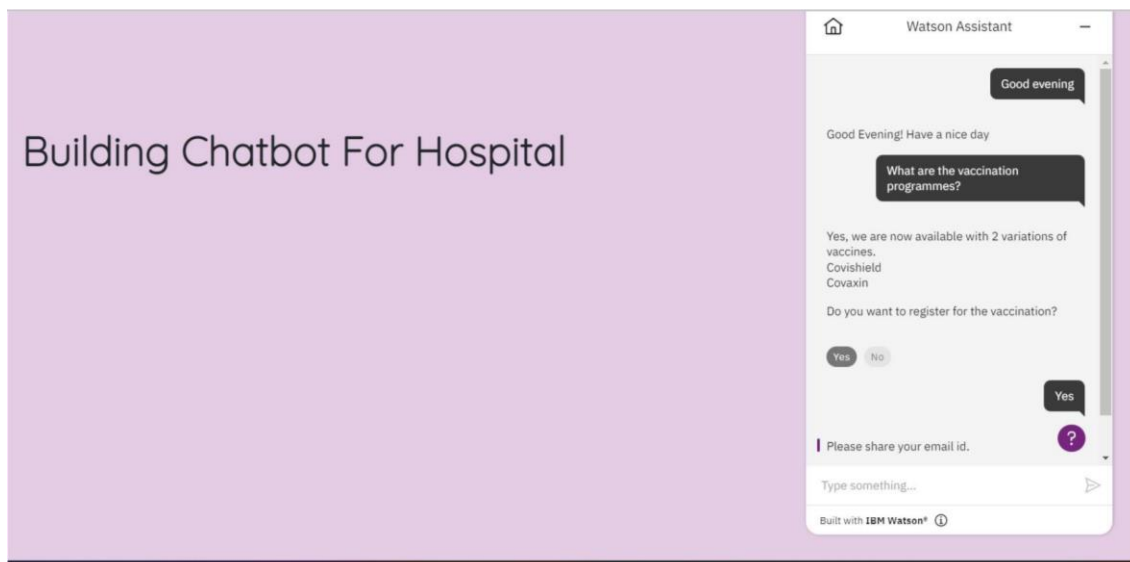 Building Chatbot For Hospital
Watson Assistant
Good evening
Good Evening! Have a nice day
What are the vaccination
programmes?
Yes, we are now available with 2 variations of
vaccines.
Covishield
Covaxin
Do you want to register for the vaccination?
Yes No
Yes
?
Please share your email id.
Type something...
Built with IBM Watson®